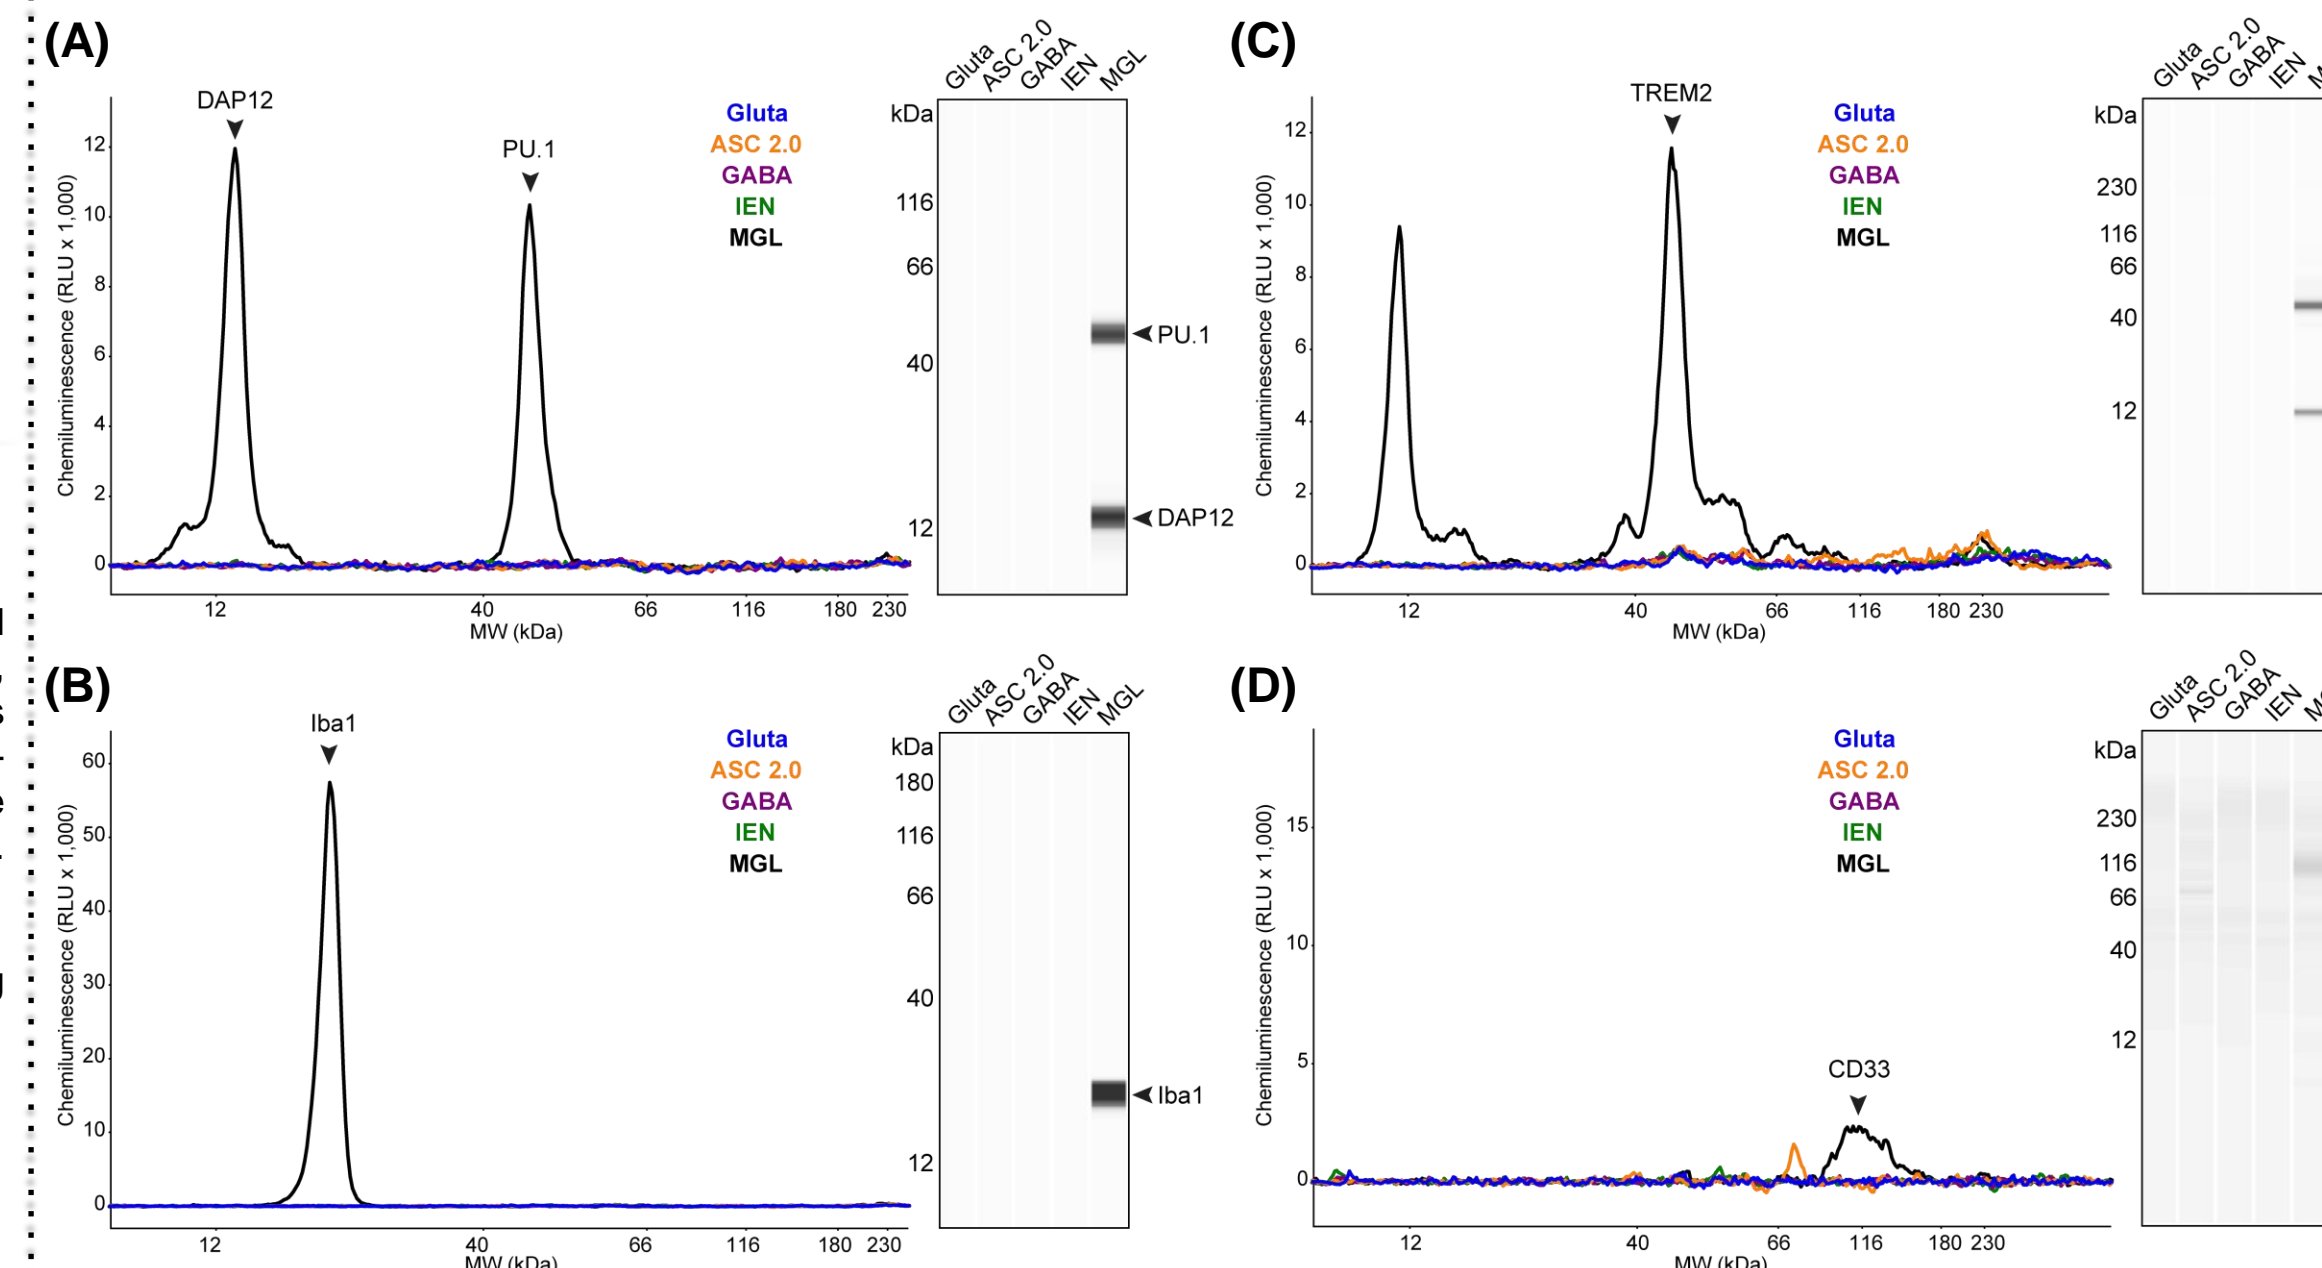 (A)
DAP12
PU.1
Gluta
ASC 2.0
GABA
IEN
MGL
Chemiluminescence (RLU x 1,000)
12
10
8
6
4
2
0
12 40 66 116 180 230
MW (kDa)
Gluta ASC 2.0 GABA IEN MGL
kDa
116
66
40
12
PU.1
DAP12
(C)
TREM2
Gluta
ASC 2.0
GABA
IEN
MGL
Chemiluminescence (RLU x 1,000)
12
10
8
6
4
2
0
12 40 66 116 180 230
MW (kDa)
Gluta ASC 2.0 GABA IEN
kDa
230
116
66
40
12
(B)
Iba1
Gluta
ASC 2.0
GABA
IEN
MGL
Chemiluminescence (RLU x 1,000)
60
50
40
30
20
10
0
12 40 66 116 180 230
MW (kDa)
Gluta ASC 2.0 GABA IEN MGL
kDa
180
116
66
40
12
Iba1
(D)
CD33
Gluta
ASC 2.0
GABA
IEN
MGL
Chemiluminescence (RLU x 1,000)
15
10
5
0
12 40 66 116 180 230
MW (kDa)
Gluta ASC 2.0 GABA IEN
kDa
230
116
66
40
12